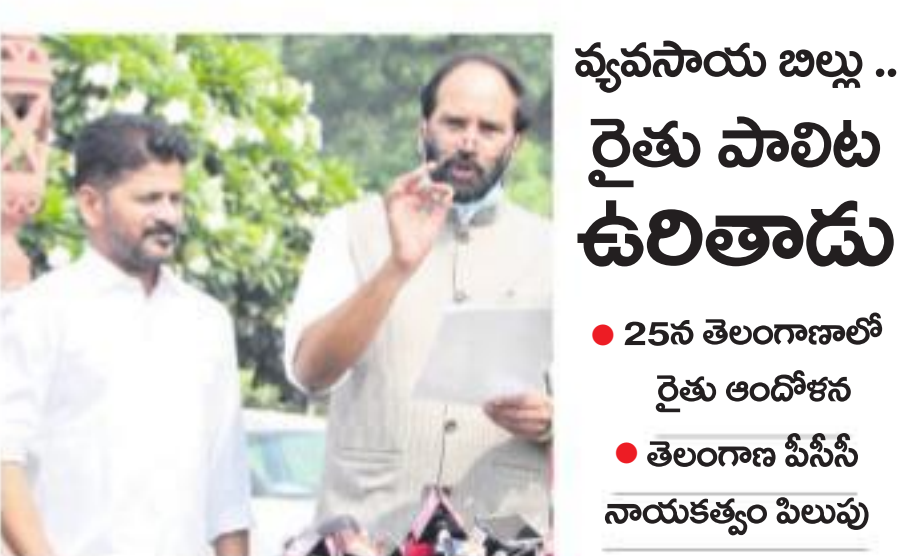 వ్యవసాయ బిల్లు ..
రైతు పాలిట
ఉరితాడు
• 25న తెలంగాణాలో
రైతు ఆందోళన
• తెలంగాణ పీసీసీ
నాయకత్వం పిలుపు